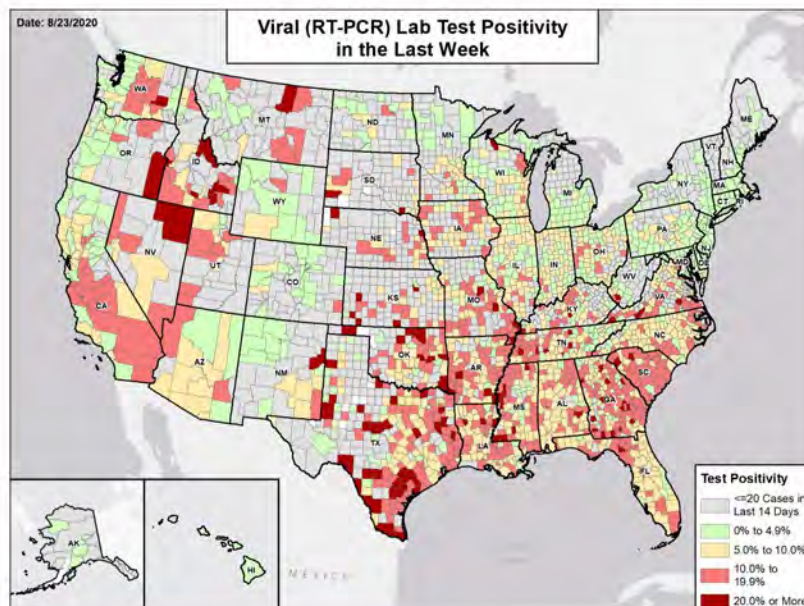 Date: 8/23/2020
Viral (RT-PCR) Lab Test Positivity
in the Last Week
WA
MT
ND
MN
ME
OR
ID
SD
WI
VT
NH
WY
MI
NY
MA
CT
RI
NE
IA
PA
NJ
NV
UT
CO
IL
IN
OH
MD
DE
WV
CA
KS
MO
KY
VA
AZ
NM
OK
AR
TN
NC
SC
TX
LA
MS
AL
GA
FL
AK
HI
MEXICO
Test Positivity
<=20 Cases in
Last 14 Days
0% to 4.9%
5.0% to 10.0%
10.0% to
19.9%
20.0% or More